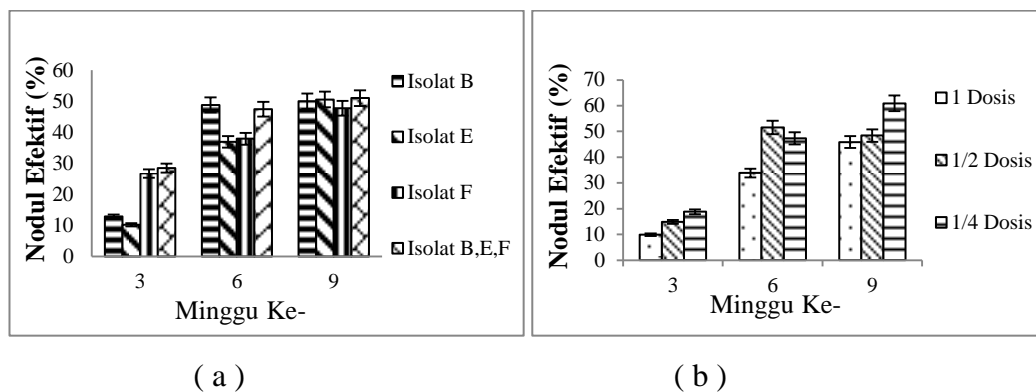 Nodul Efektif (%)
60
50
40
30
20
10
0
3 6 9
Minggu Ke-
Isolat B
Isolat E
Isolat F
Isolat B,E,F
( a )
Nodul Efektif (%)
70
60
50
40
30
20
10
0
3 6 9
Minggu Ke-
1 Dosis
1/2 Dosis
1/4 Dosis
( b )